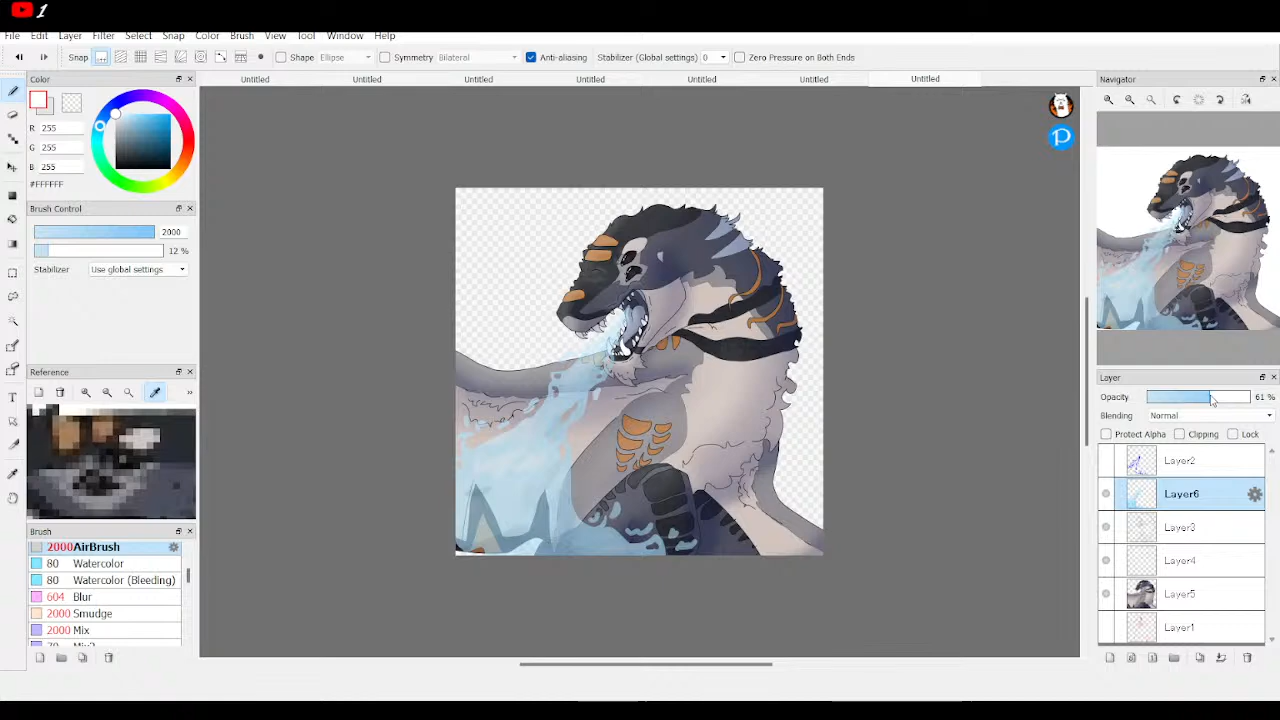 1
File Edit Layer Filter Select Snap Color Brush Tool Window Help
Snap Shape Ellipse Symmetry Bilateral Anti-aliasing Stabilizer (Global settings) 0 Zero Pressure on Both Ends
Color
Untitled Untitled Untitled Untitled Untitled Untitled Untitled
Navigator
R 255
G 255
B 255
#FFFFFF
Brush Control
2000
12 %
Stabilizer Use global settings
Reference
Layer
Opacity 61 %
Blending Normal
Protect Alpha Clipping Lock
Layer2
Layer6
Layer3
Layer4
Layer5
Layer1
Brush
2000 AirBrush
80 Watercolor
80 Watercolor (Bleeding)
604 Blur
2000 Smudge
2000 Mix